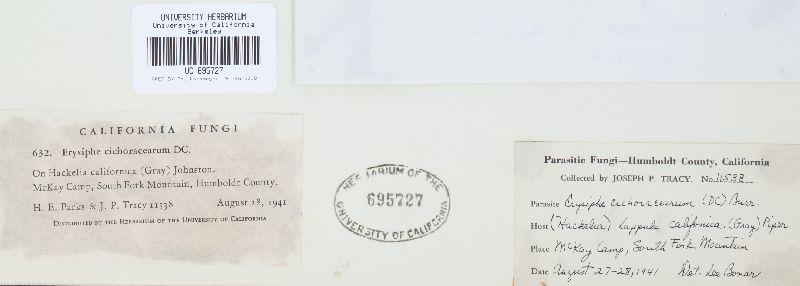 UNIVERSITY HERBARIUM
University of California
Berkeley
UC 695727
CALIFORNIA FUNGI
632. Erysiphe cichoracearum DC.
On Hackelia californica (Gray) Johnston.
McKay Camp, South Fork Mountain, Humboldt County.
H. E. Parks & J. P. Tracy 11538 August 28, 1941
DISTRIBUTED BY THE HERBARIUM OF THE UNIVERSITY OF CALIFORNIA
HERBARIUM OF THE
695727
UNIVERSITY OF CALIFORNIA
Parasitic Fungi—Humboldt County, California
Collected by JOSEPH P. TRACY. No. 11538
Parasite Erysiphe cichoracearum (DC)
Host (Hackelia) Lappula californica (Gray) Piper
Place McKay Camp, South Fork Mountain
Date August 27-28, 1941 Det. Lee Bonar